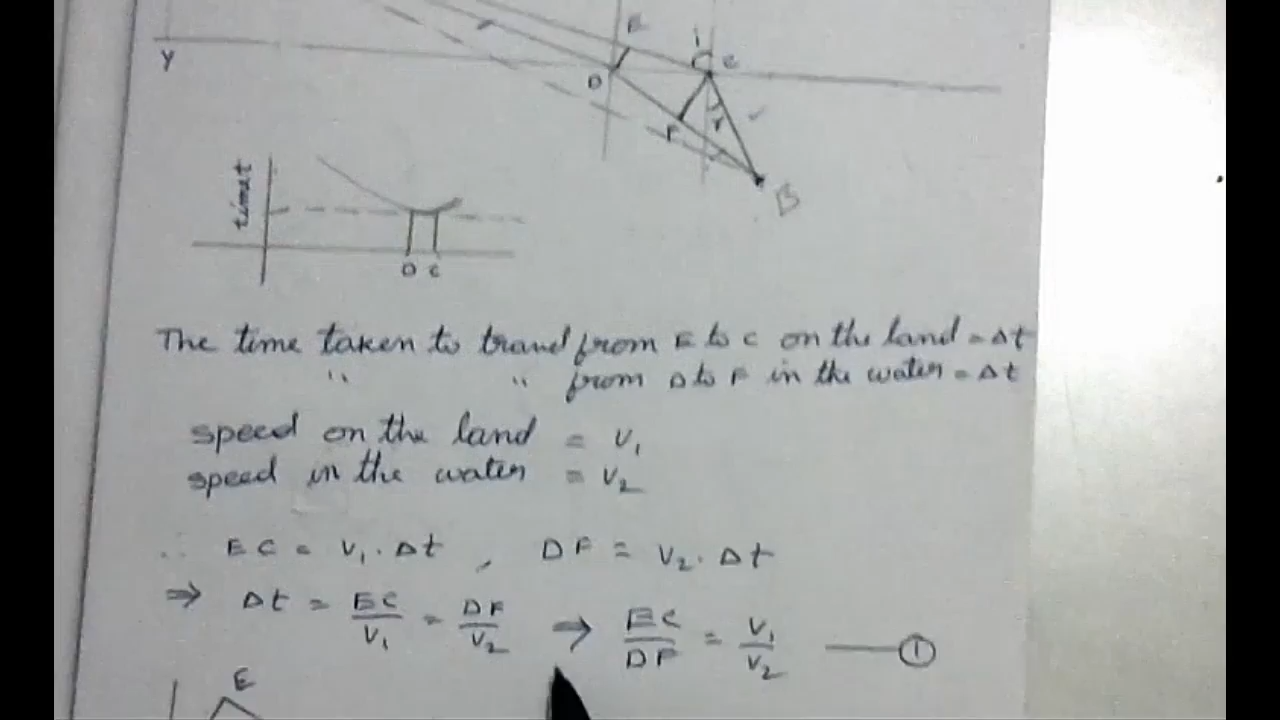 E
i
C
Y
D
F
r
B
time t
D C
The time taken to travel from E to C on the land = Δt
" " from D to F in the water = Δt
speed on the land = V₁
speed in the water = V₂
∴ EC = V₁ . Δt , DF = V₂ . Δt
⇒ Δt = EC/V₁ = DF/V₂ ⇒ EC/DF = V₁/V₂ — ①
E